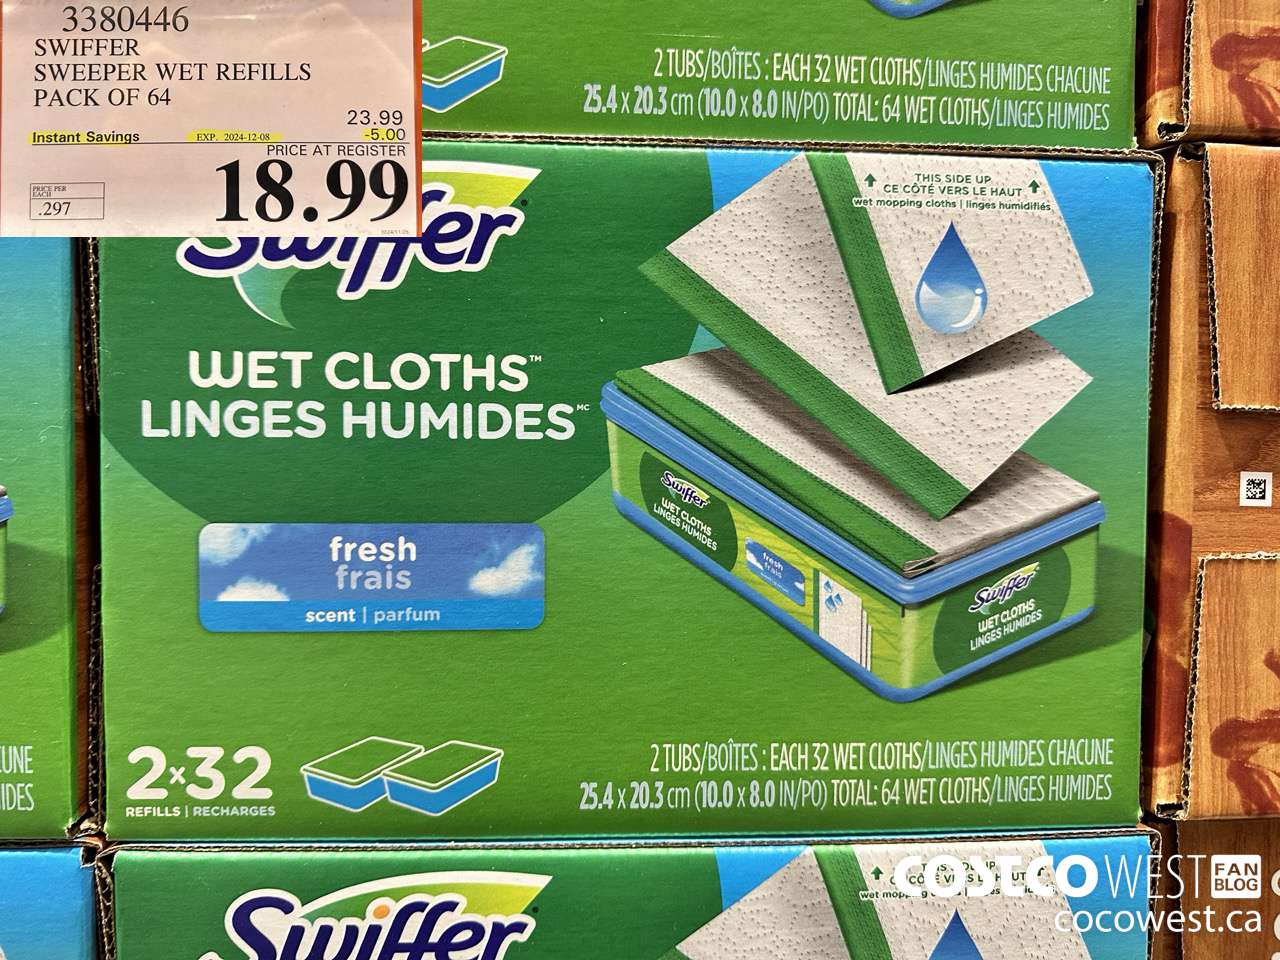 3380446
SWIFFER
SWEEPER WET REFILLS
PACK OF 64
23.99
Instant Savings EXP. 2024-12-08 -5.00
PRICE AT REGISTER
18.99
PRICE PER
EACH
.297
2 TUBS/BOÎTES : EACH 32 WET CLOTHS/LINGES HUMIDES CHACUNE
25.4 x 20.3 cm (10.0 x 8.0 IN/PO) TOTAL: 64 WET CLOTHS/LINGES HUMIDES
THIS SIDE UP
CE CÔTÉ VERS LE HAUT
wet mopping cloths | linges humidifiés
Swiffer
WET CLOTHS™
LINGES HUMIDES MC
fresh
frais
scent | parfum
Swiffer
WET CLOTHS
LINGES HUMIDES
fresh
frais
Swiffer
WET CLOTHS
LINGES HUMIDES
2x32
REFILLS | RECHARGES
2 TUBS/BOÎTES : EACH 32 WET CLOTHS/LINGES HUMIDES CHACUNE
25.4 x 20.3 cm (10.0 x 8.0 IN/PO) TOTAL: 64 WET CLOTHS/LINGES HUMIDES
Swiffer
COSTCO WEST FAN BLOG
cocowest.ca